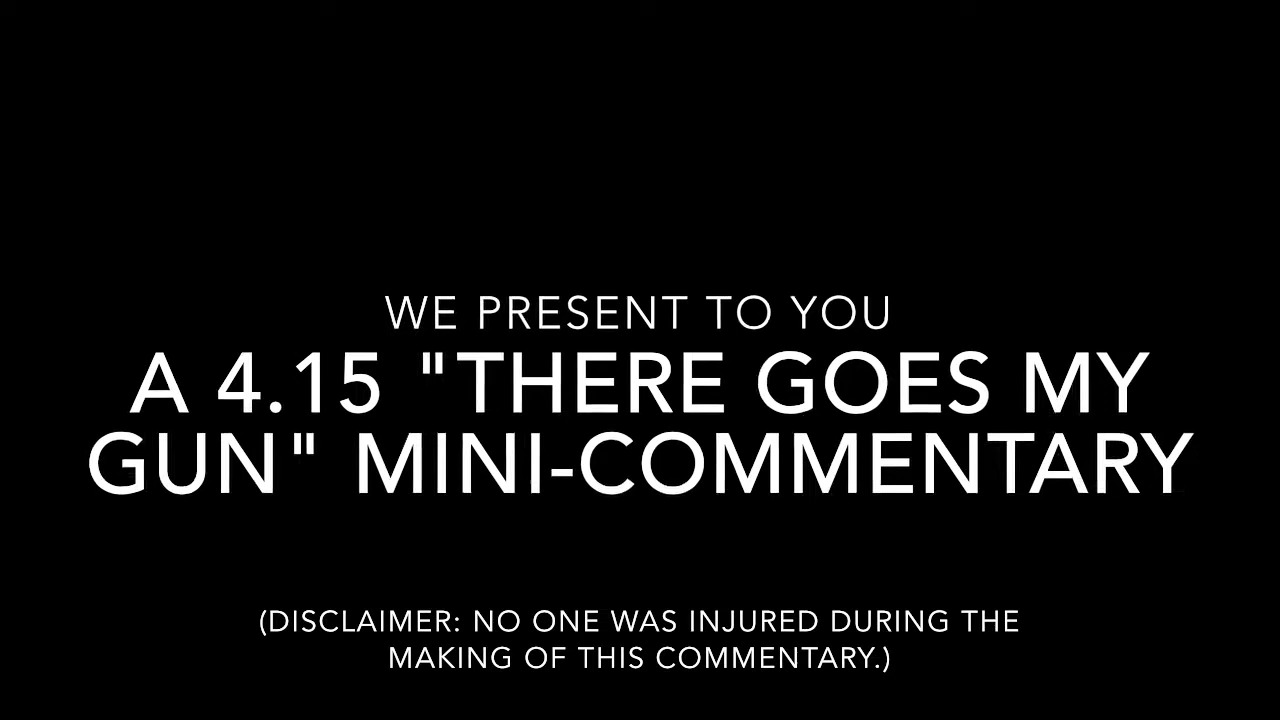 WE PRESENT TO YOU
A 4.15 "THERE GOES MY
GUN" MINI-COMMENTARY
(DISCLAIMER: NO ONE WAS INJURED DURING THE
MAKING OF THIS COMMENTARY.)